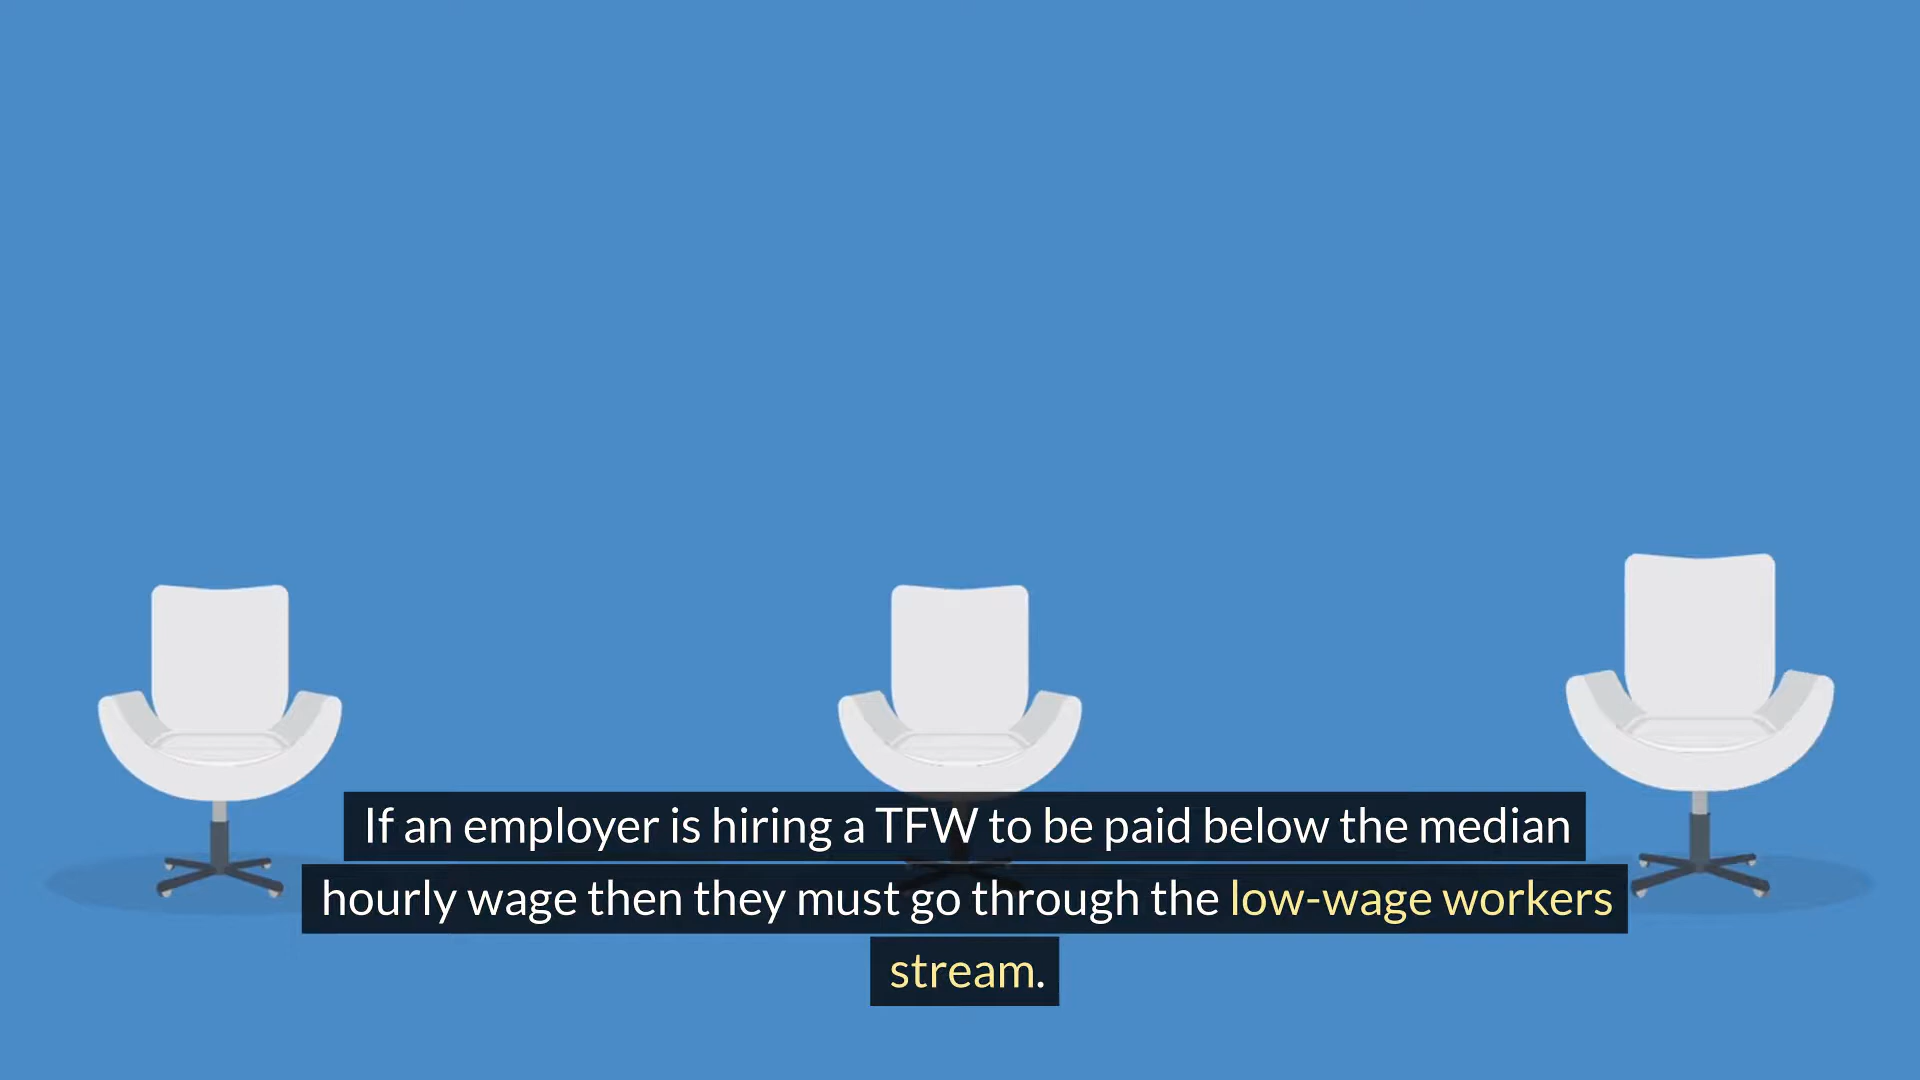 If an employer is hiring a TFW to be paid below the median
hourly wage then they must go through the low-wage workers
stream.